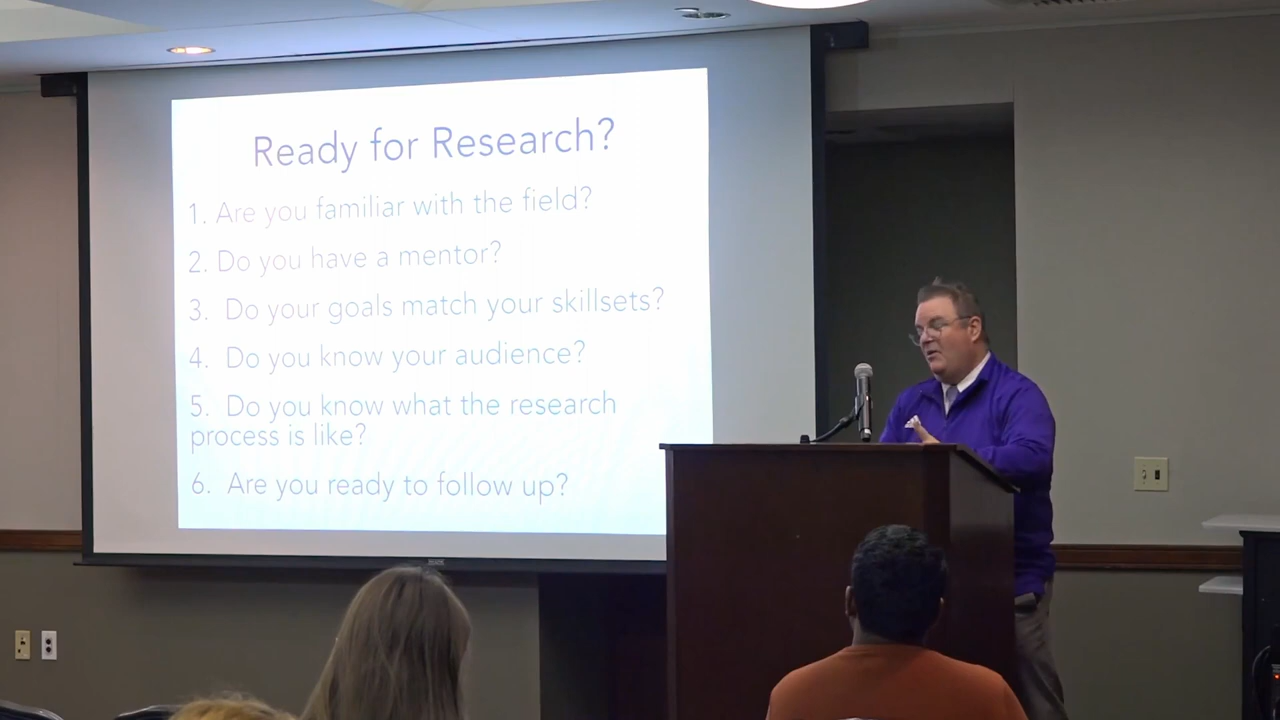 Ready for Research?
1. Are you familiar with the field?
2. Do you have a mentor?
3. Do your goals match your skillsets?
4. Do you know your audience?
5. Do you know what the research
process is like?
6. Are you ready to follow up?